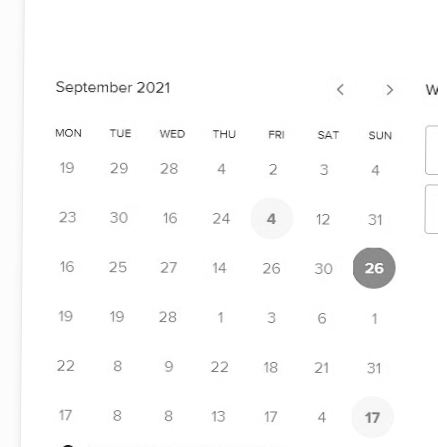 September 2021 < > W
MON TUE WED THU FRI SAT SUN
19 29 28 4 2 3 4
23 30 16 24 4 12 31
16 25 27 14 26 30 26
19 19 28 1 3 6 1
22 8 9 22 18 21 31
17 8 8 13 17 4 17